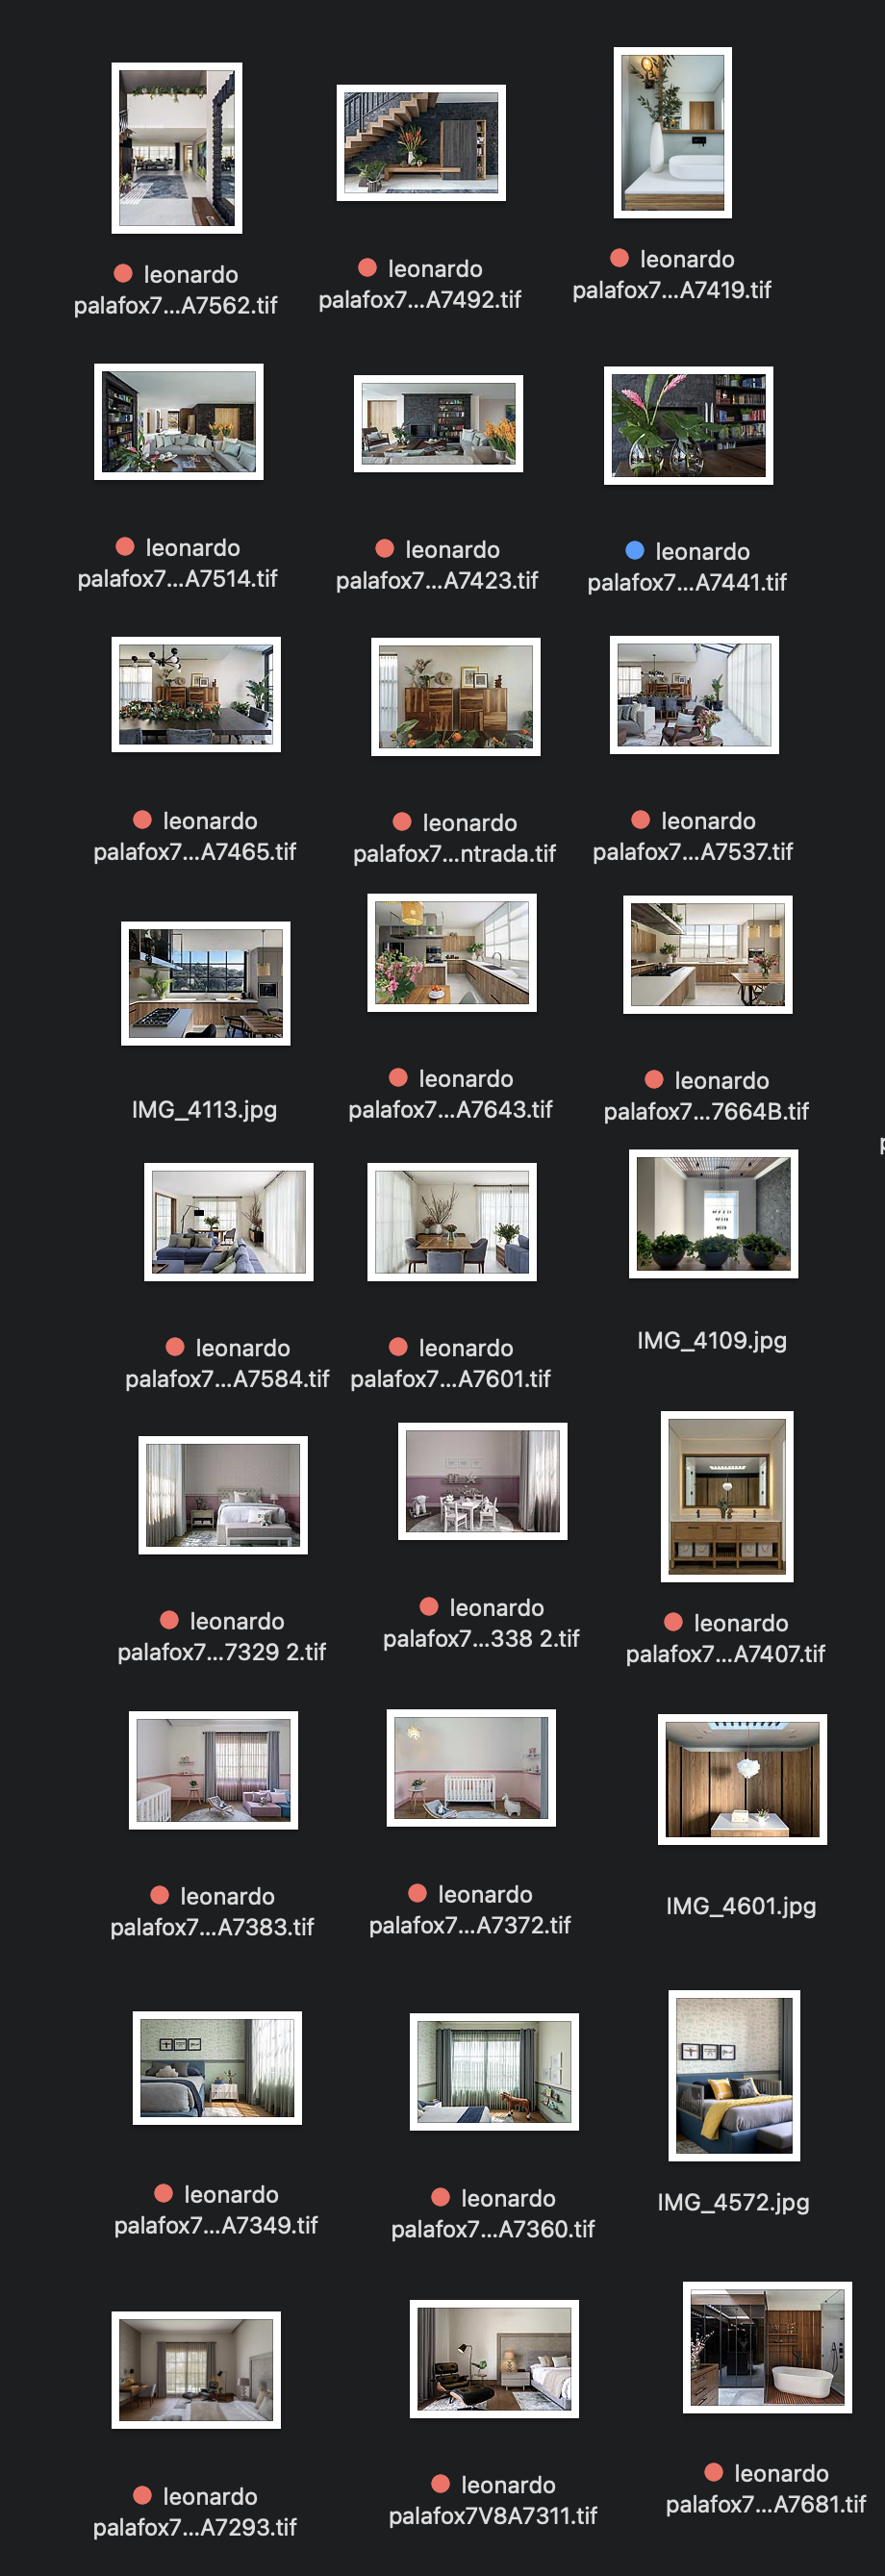 leonardo
palafox7...A7562.tif
leonardo
palafox7...A7492.tif
leonardo
palafox7...A7419.tif
leonardo
palafox7...A7514.tif
leonardo
palafox7...A7423.tif
leonardo
palafox7...A7441.tif
leonardo
palafox7...A7465.tif
leonardo
palafox7...ntrada.tif
leonardo
palafox7...A7537.tif
IMG_4113.jpg
leonardo
palafox7...A7643.tif
leonardo
palafox7...7664B.tif
leonardo
palafox7...A7584.tif
leonardo
palafox7...A7601.tif
IMG_4109.jpg
leonardo
palafox7...7329 2.tif
leonardo
palafox7...338 2.tif
leonardo
palafox7...A7407.tif
leonardo
palafox7...A7383.tif
leonardo
palafox7...A7372.tif
IMG_4601.jpg
leonardo
palafox7...A7349.tif
leonardo
palafox7...A7360.tif
IMG_4572.jpg
leonardo
palafox7...A7293.tif
leonardo
palafox7V8A7311.tif
leonardo
palafox7...A7681.tif